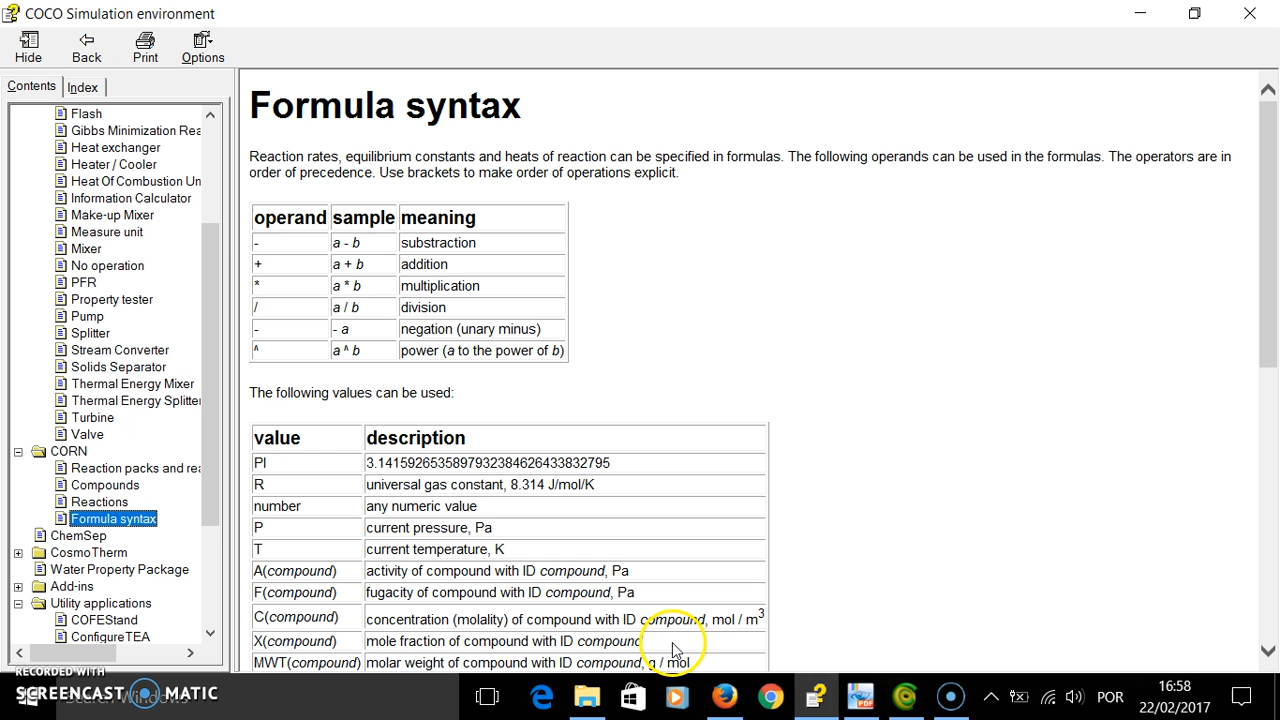 COCO Simulation environment
Hide Back Print Options
Contents Index
Flash
Gibbs Minimization Rea
Heat exchanger
Heater / Cooler
Heat Of Combustion Un
Information Calculator
Make-up Mixer
Measure unit
Mixer
No operation
PFR
Property tester
Pump
Splitter
Stream Converter
Solids Separator
Thermal Energy Mixer
Thermal Energy Splitter
Turbine
Valve
CORN
Reaction packs and rea
Compounds
Reactions
Formula syntax
ChemSep
CosmoTherm
Water Property Package
Add-ins
Utility applications
COFEStand
ConfigureTEA
Formula syntax
Reaction rates, equilibrium constants and heats of reaction can be specified in formulas. The following operands can be used in the formulas. The operators are in
order of precedence. Use brackets to make order of operations explicit.
operand sample meaning
- a - b substraction
+ a + b addition
* a * b multiplication
/ a / b division
- - a negation (unary minus)
^ a ^ b power (a to the power of b)
The following values can be used:
value description
PI 3.1415926535897932384626433832795
R universal gas constant, 8.314 J/mol/K
number any numeric value
P current pressure, Pa
T current temperature, K
A(compound) activity of compound with ID compound, Pa
F(compound) fugacity of compound with ID compound, Pa
C(compound) concentration (molality) of compound with ID compound, mol / m³
X(compound) mole fraction of compound with ID compound
MWT(compound) molar weight of compound with ID compound, g / mol
RECORDED WITH
SCREENCAST MATIC
Search Windows
POR
16:58
22/02/2017